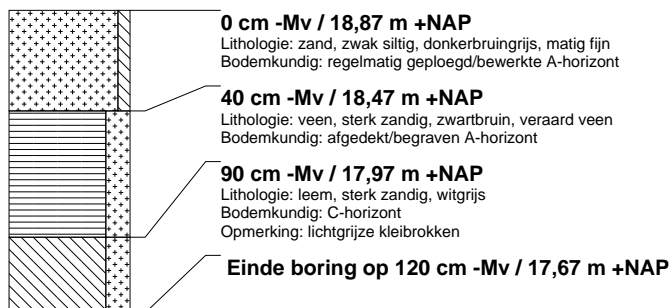 0 cm -Mv / 18,87 m +NAP
Lithologie: zand, zwak siltig, donkerbruingrijs, matig fijn
Bodemkundig: regelmatig geploegd/bewerkte A-horizont
40 cm -Mv / 18,47 m +NAP
Lithologie: veen, sterk zandig, zwartbruin, veraard veen
Bodemkundig: afgedekt/begraven A-horizont
90 cm -Mv / 17,97 m +NAP
Lithologie: leem, sterk zandig, witgrijs
Bodemkundig: C-horizont
Opmerking: lichtgrijze kleibrokken
Einde boring op 120 cm -Mv / 17,67 m +NAP